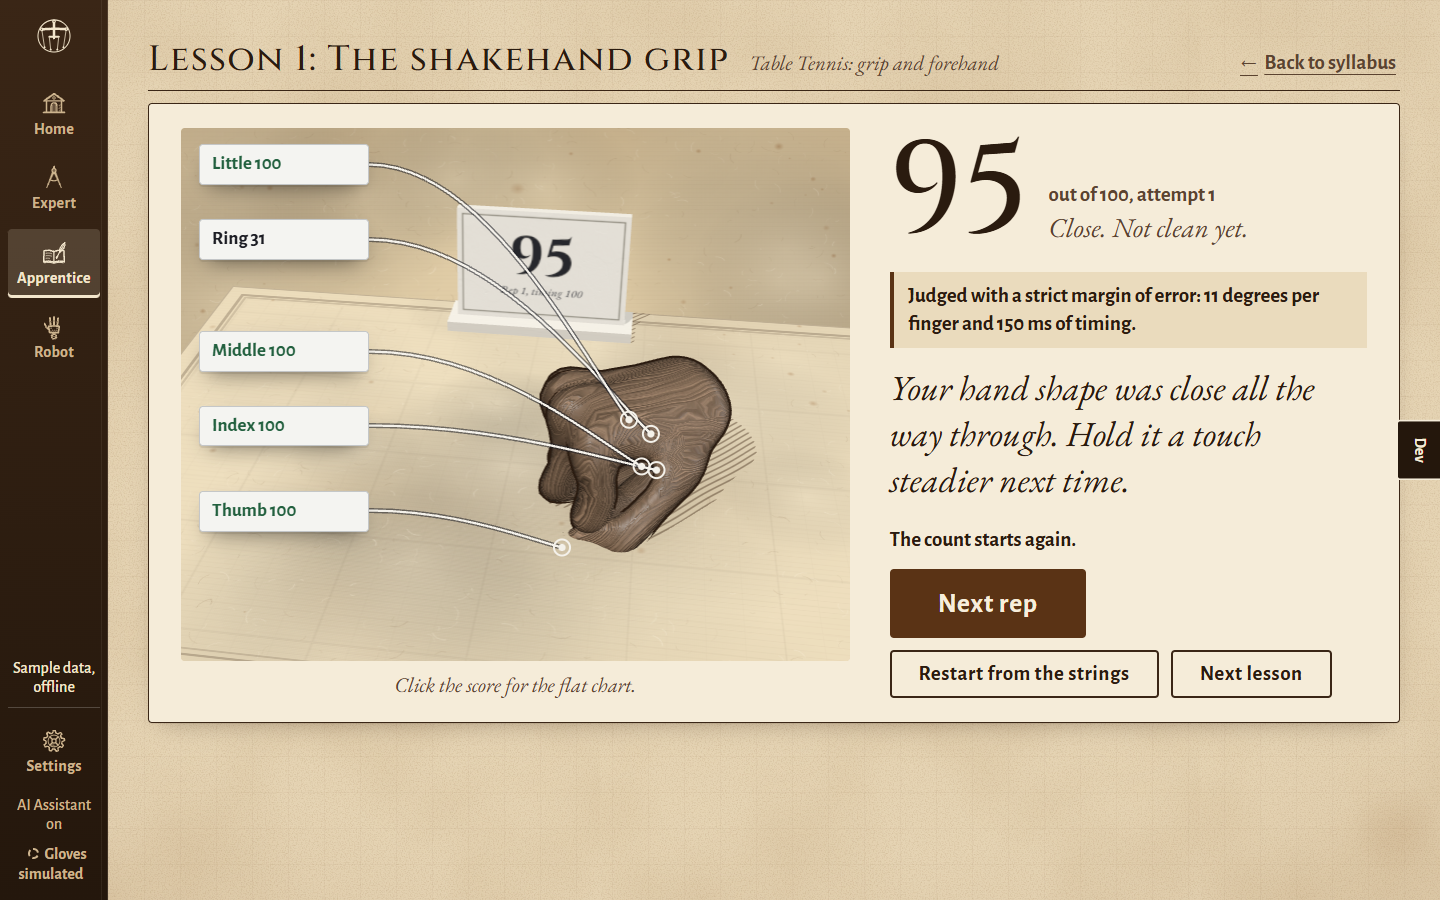 Lesson 1: The shakehand grip
Table Tennis: grip and forehand
← Back to syllabus
Home
Expert
Apprentice
Robot
Sample data,
offline
Settings
AI Assistant
on
Gloves
simulated
Little 100
Ring 31
Middle 100
Index 100
Thumb 100
95
Rep 1, timing 100
Click the score for the flat chart.
95
out of 100, attempt 1
Close. Not clean yet.
Judged with a strict margin of error: 11 degrees per
finger and 150 ms of timing.
Your hand shape was close all the
way through. Hold it a touch
steadier next time.
The count starts again.
Next rep
Restart from the strings
Next lesson
Dev